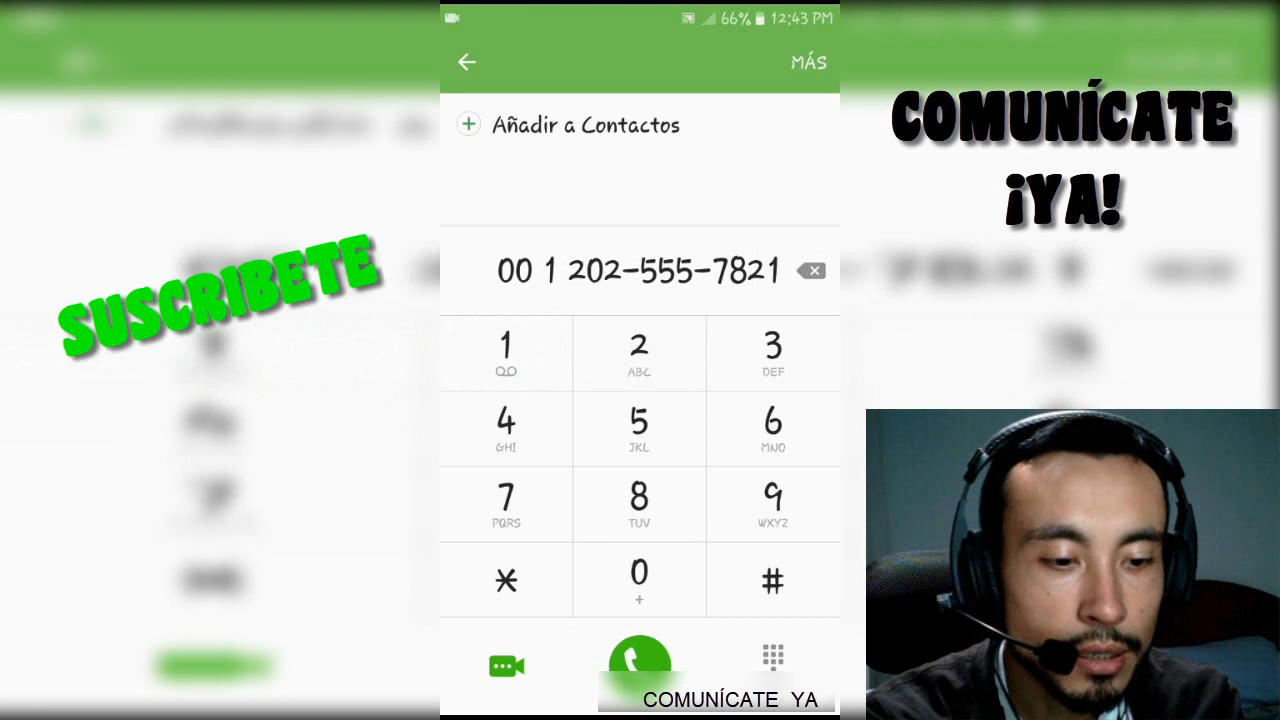 66% 12:43 PM
MÁS
Añadir a Contactos
00 1 202-555-7821
1
2
ABC
3
DEF
4
GHI
5
JKL
6
MNO
7
PQRS
8
TUV
9
WXYZ
*
0
+
#
COMUNÍCATE YA
SUSCRIBETE
COMUNÍCATE
¡YA!